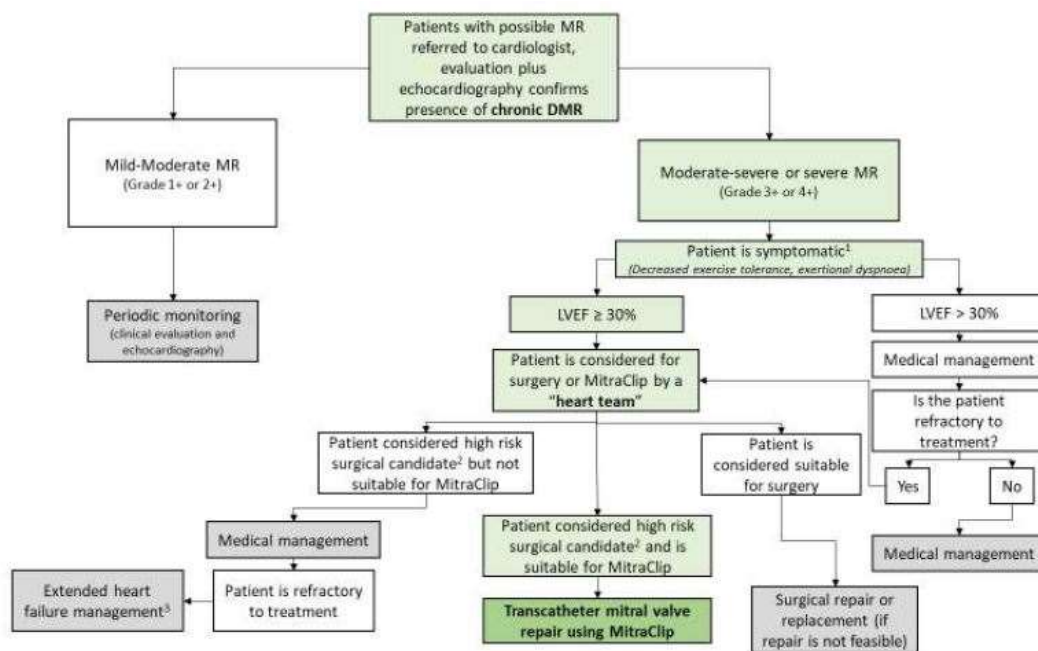 Patients with possible MR
referred to cardiologist,
evaluation plus
echocardiography confirms
presence of chronic DMR
Mild-Moderate MR
(Grade 1+ or 2+)
Moderate-severe or severe MR
(Grade 3+ or 4+)
Patient is symptomatic¹
(Decreased exercise tolerance, exertional dyspnoea)
Periodic monitoring
(clinical evaluation and
echocardiography)
LVEF ≥ 30%
LVEF > 30%
Patient is considered for
surgery or MitraClip by a
“heart team”
Medical management
Is the patient
refractory to
treatment?
Yes
No
Medical management
Patient considered high risk
surgical candidate² but not
suitable for MitraClip
Patient is
considered suitable
for surgery
Medical management
Patient considered high risk
surgical candidate² and is
suitable for MitraClip
Extended heart
failure management³
Patient is refractory
to treatment
Transcatheter mitral valve
repair using MitraClip
Surgical repair or
replacement (if
repair is not feasible)